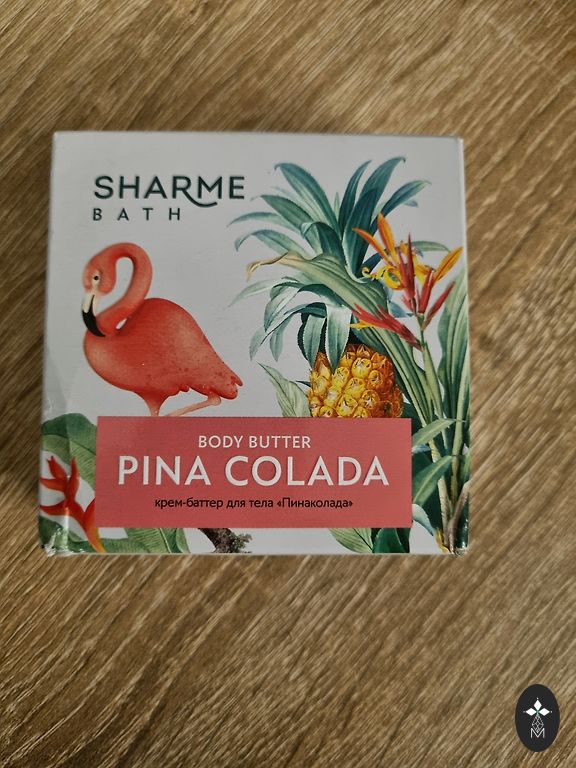 SHARME
BATH
BODY BUTTER
PINA COLADA
крем-баттер для тела «Пинаколада»
M